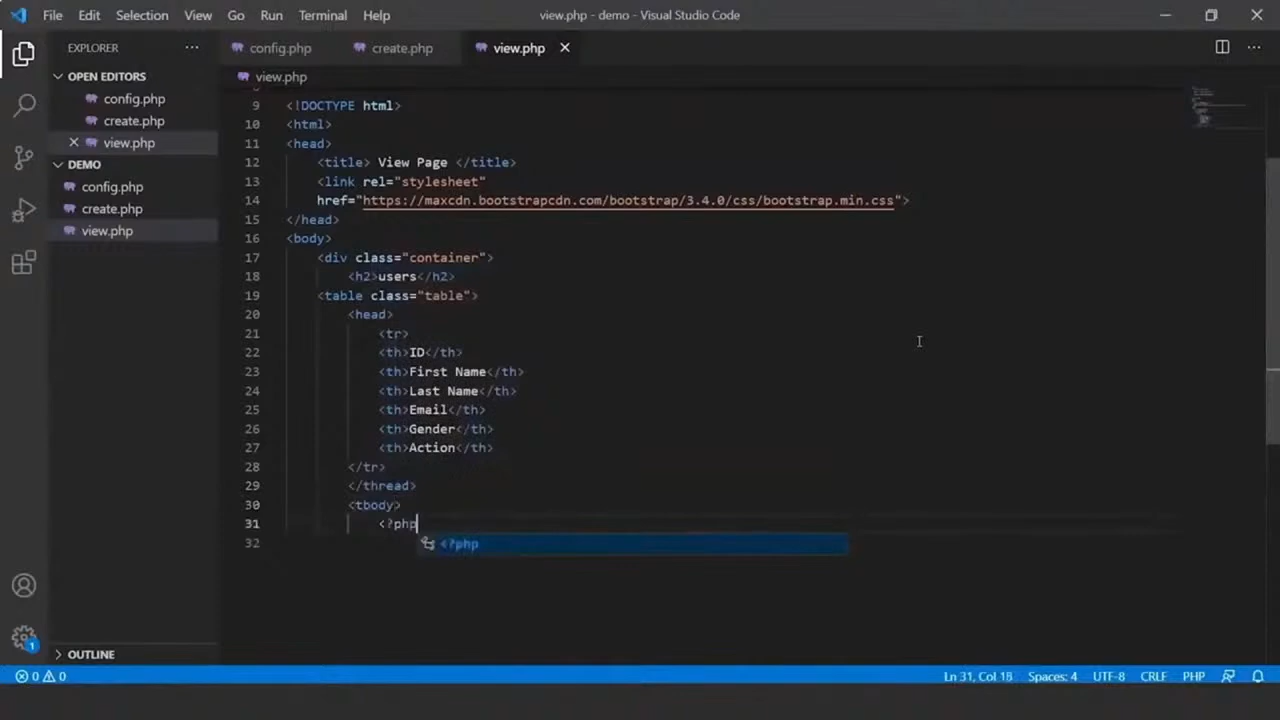 File Edit Selection View Go Run Terminal Help view.php - demo - Visual Studio Code
EXPLORER ...
config.php create.php view.php
OPEN EDITORS
config.php
create.php
view.php
DEMO
config.php
create.php
view.php
OUTLINE
view.php
9 <!DOCTYPE html>
10 <html>
11 <head>
12 <title> View Page </title>
13 <link rel="stylesheet"
14 href="https://maxcdn.bootstrapcdn.com/bootstrap/3.4.0/css/bootstrap.min.css">
15 </head>
16 <body>
17 <div class="container">
18 <h2>users</h2>
19 <table class="table">
20 <head>
21 <tr>
22 <th>ID</th>
23 <th>First Name</th>
24 <th>Last Name</th>
25 <th>Email</th>
26 <th>Gender</th>
27 <th>Action</th>
28 </tr>
29 </thread>
30 <tbody>
31 <?php
<?php
32
1
0 0 Ln 31, Col 18 Spaces: 4 UTF-8 CRLF PHP